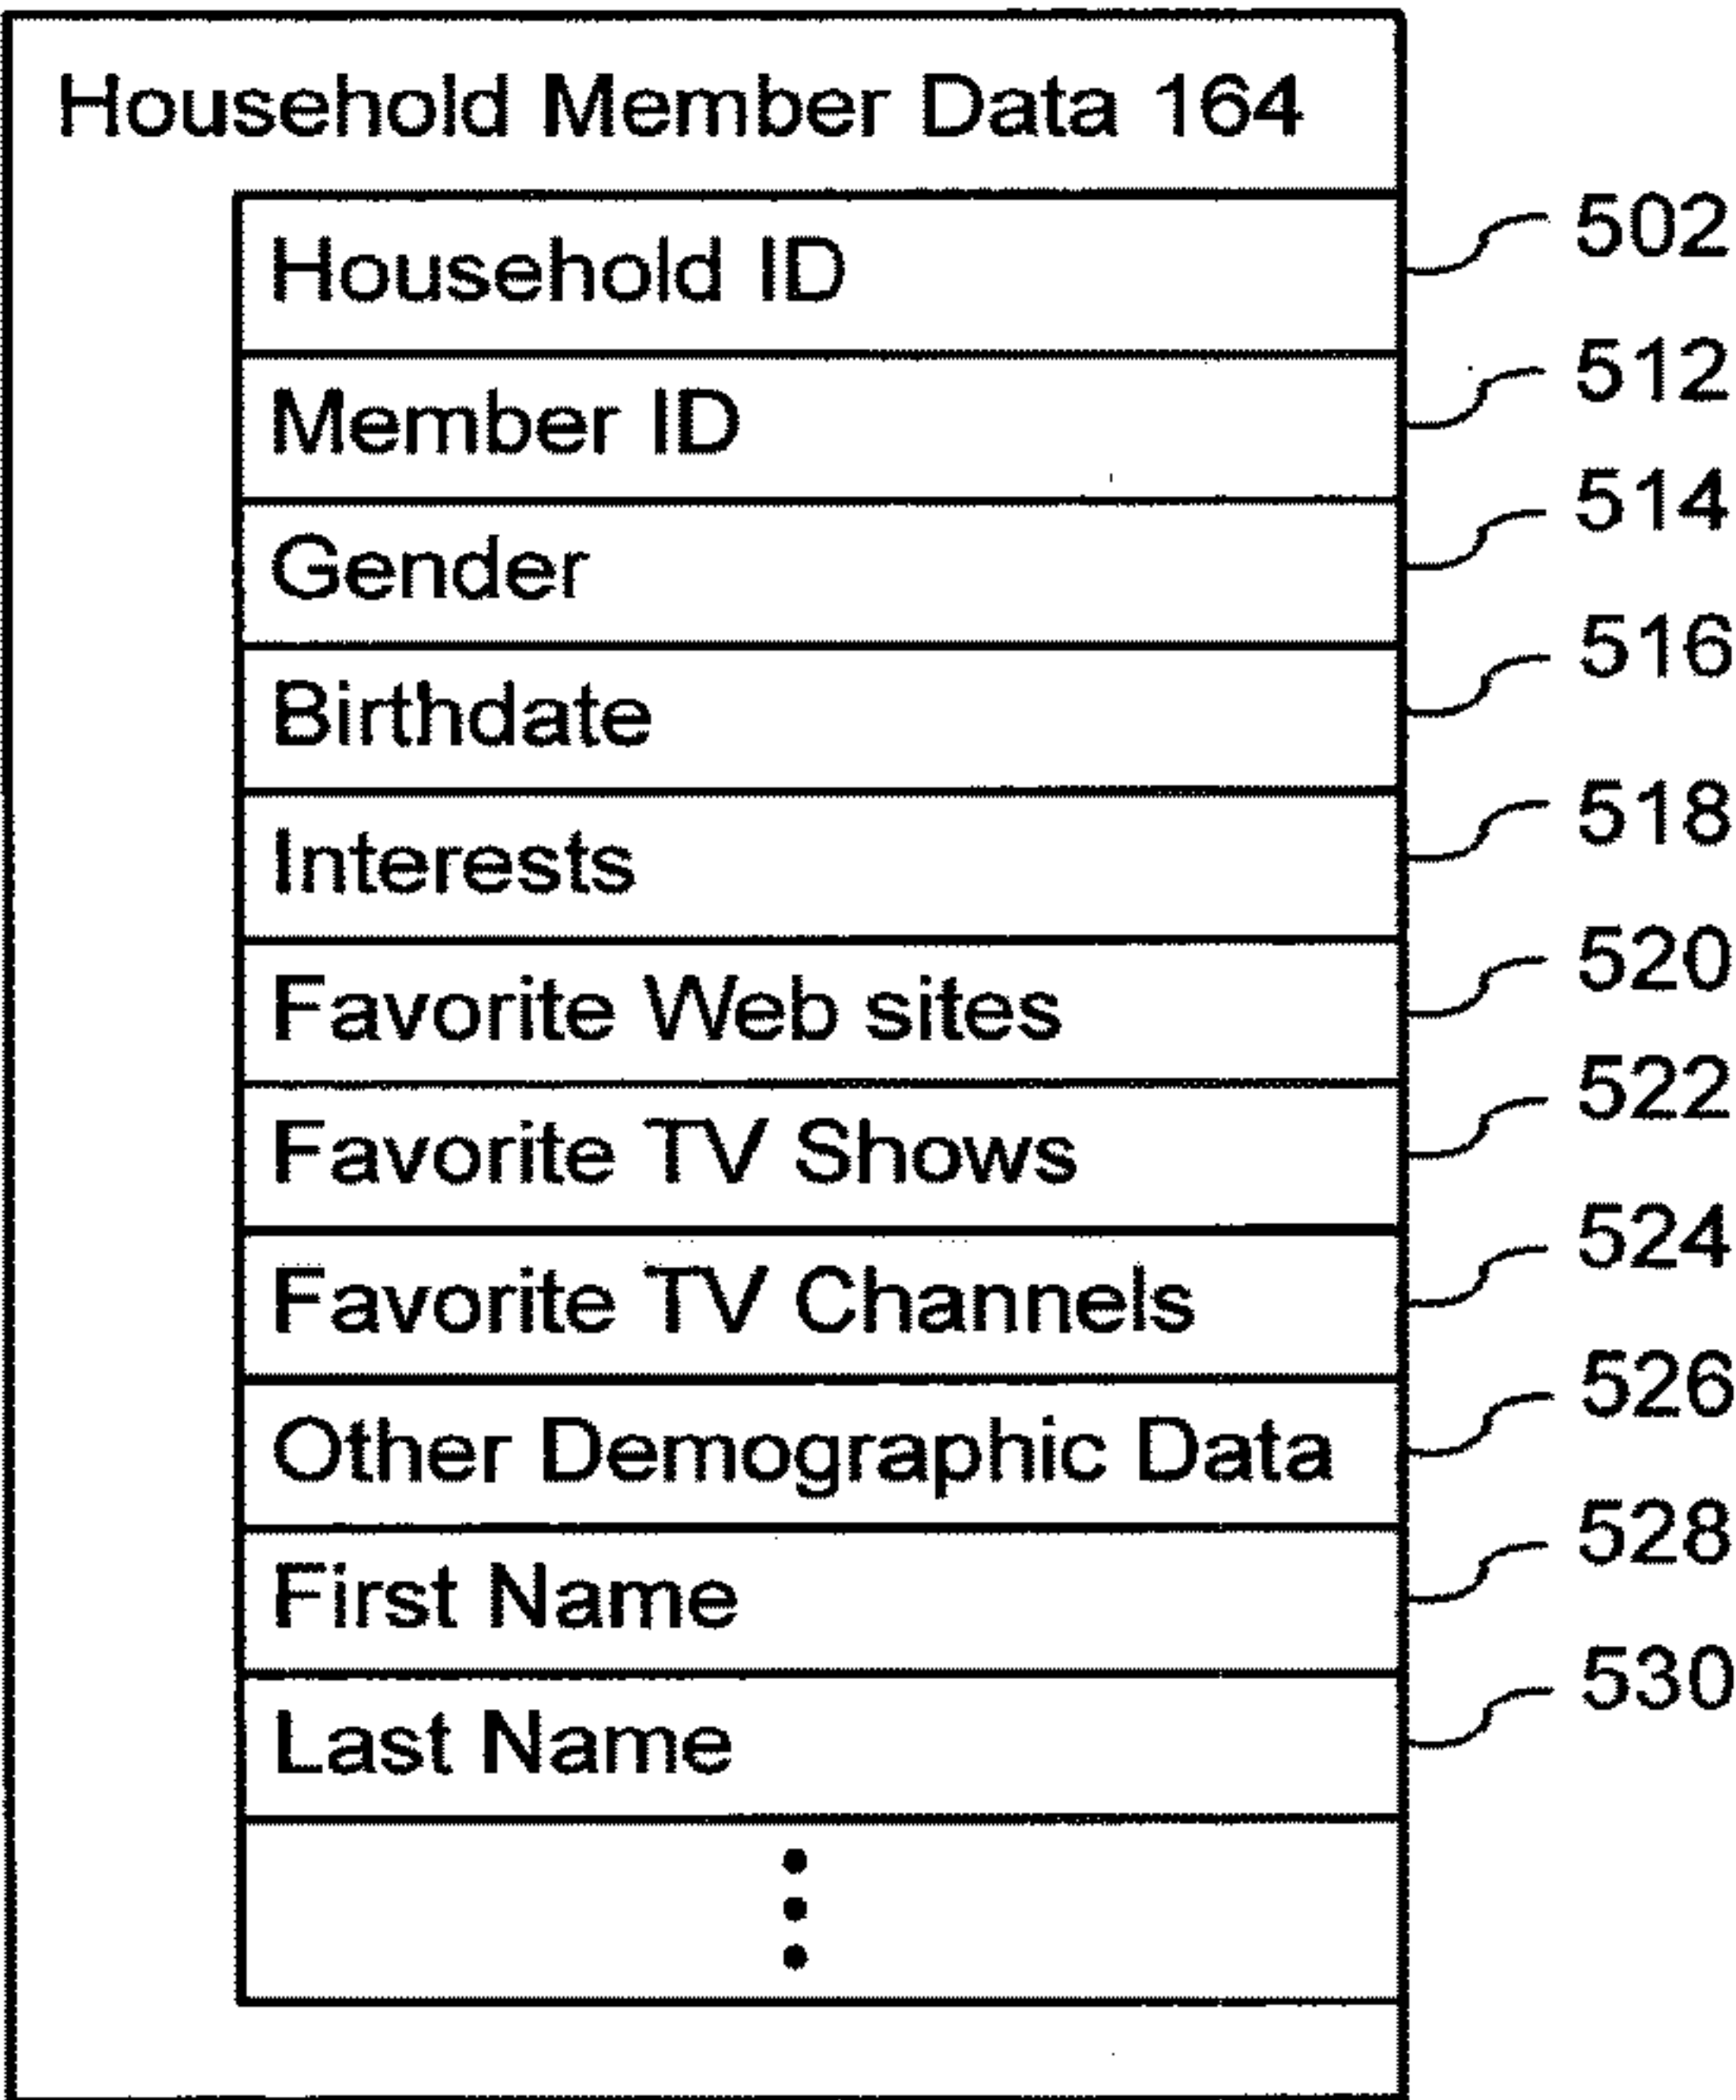 Household Member Data 164
Household ID 502
Member ID 512
Gender 514
Birthdate 516
Interests 518
Favorite Web sites 520
Favorite TV Shows 522
Favorite TV Channels 524
Other Demographic Data 526
First Name 528
Last Name 530